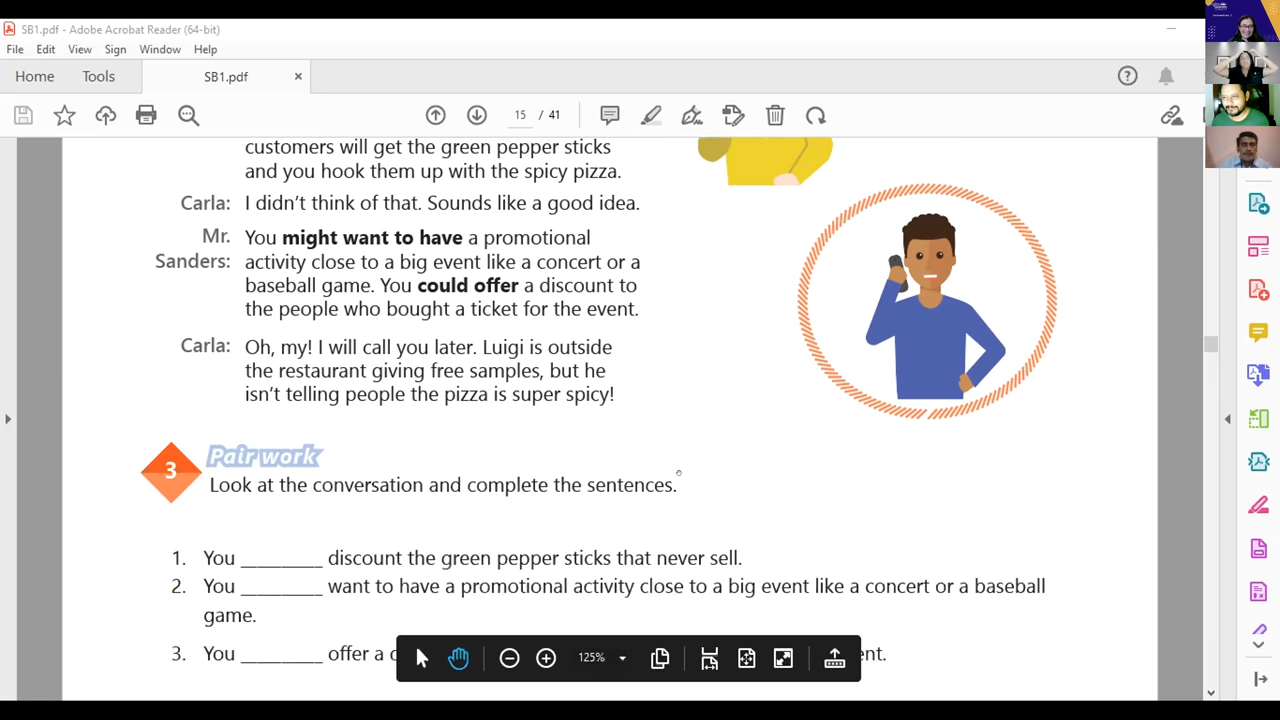 SB1.pdf - Adobe Acrobat Reader (64-bit)
File Edit View Sign Window Help
Home Tools SB1.pdf ×
15 / 41
customers will get the green pepper sticks
and you hook them up with the spicy pizza.
Carla: I didn't think of that. Sounds like a good idea.
Mr. You might want to have a promotional
Sanders: activity close to a big event like a concert or a
baseball game. You could offer a discount to
the people who bought a ticket for the event.
Carla: Oh, my! I will call you later. Luigi is outside
the restaurant giving free samples, but he
isn't telling people the pizza is super spicy!
3 Pair work
Look at the conversation and complete the sentences.
1. You ________ discount the green pepper sticks that never sell.
2. You ________ want to have a promotional activity close to a big event like a concert or a baseball
game.
3. You ________ offer a ent.
125%